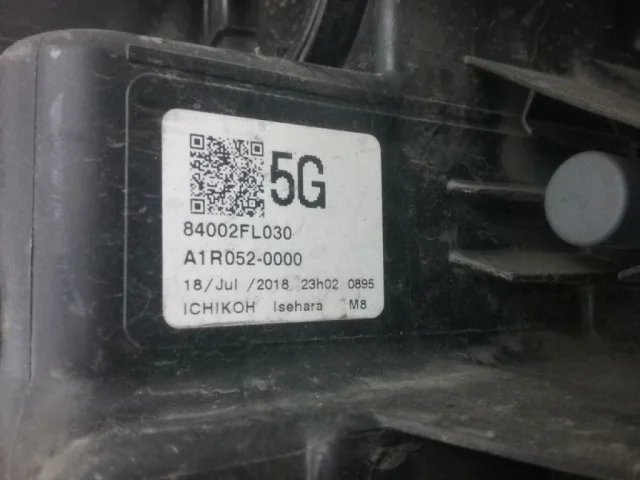 5G
84002FL030
A1R052-0000
18/Jul /2018 23h02 0895
ICHIKOH Isehara M8